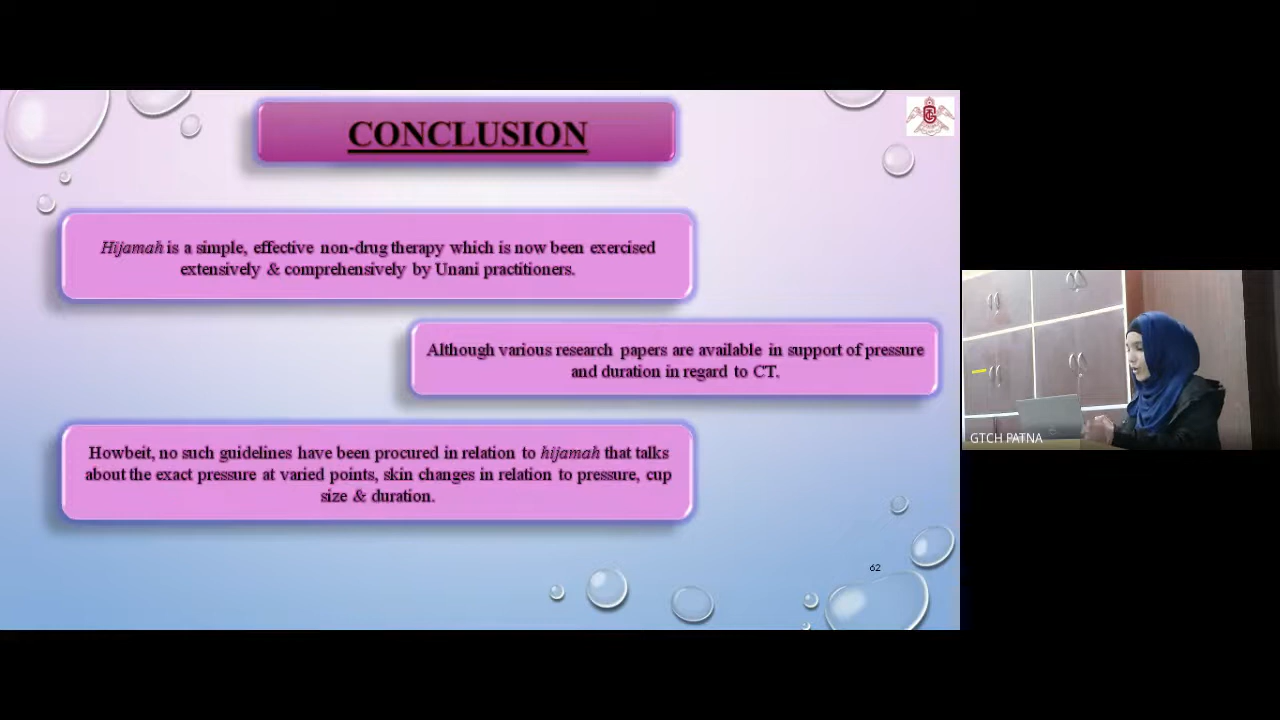 CONCLUSION
Hijamah is a simple, effective non-drug therapy which is now been exercised
extensively & comprehensively by Unani practitioners.
Although various research papers are available in support of pressure
and duration in regard to CT.
Howbeit, no such guidelines have been procured in relation to hijamah that talks
about the exact pressure at varied points, skin changes in relation to pressure, cup
size & duration.
62
GTCH PATNA